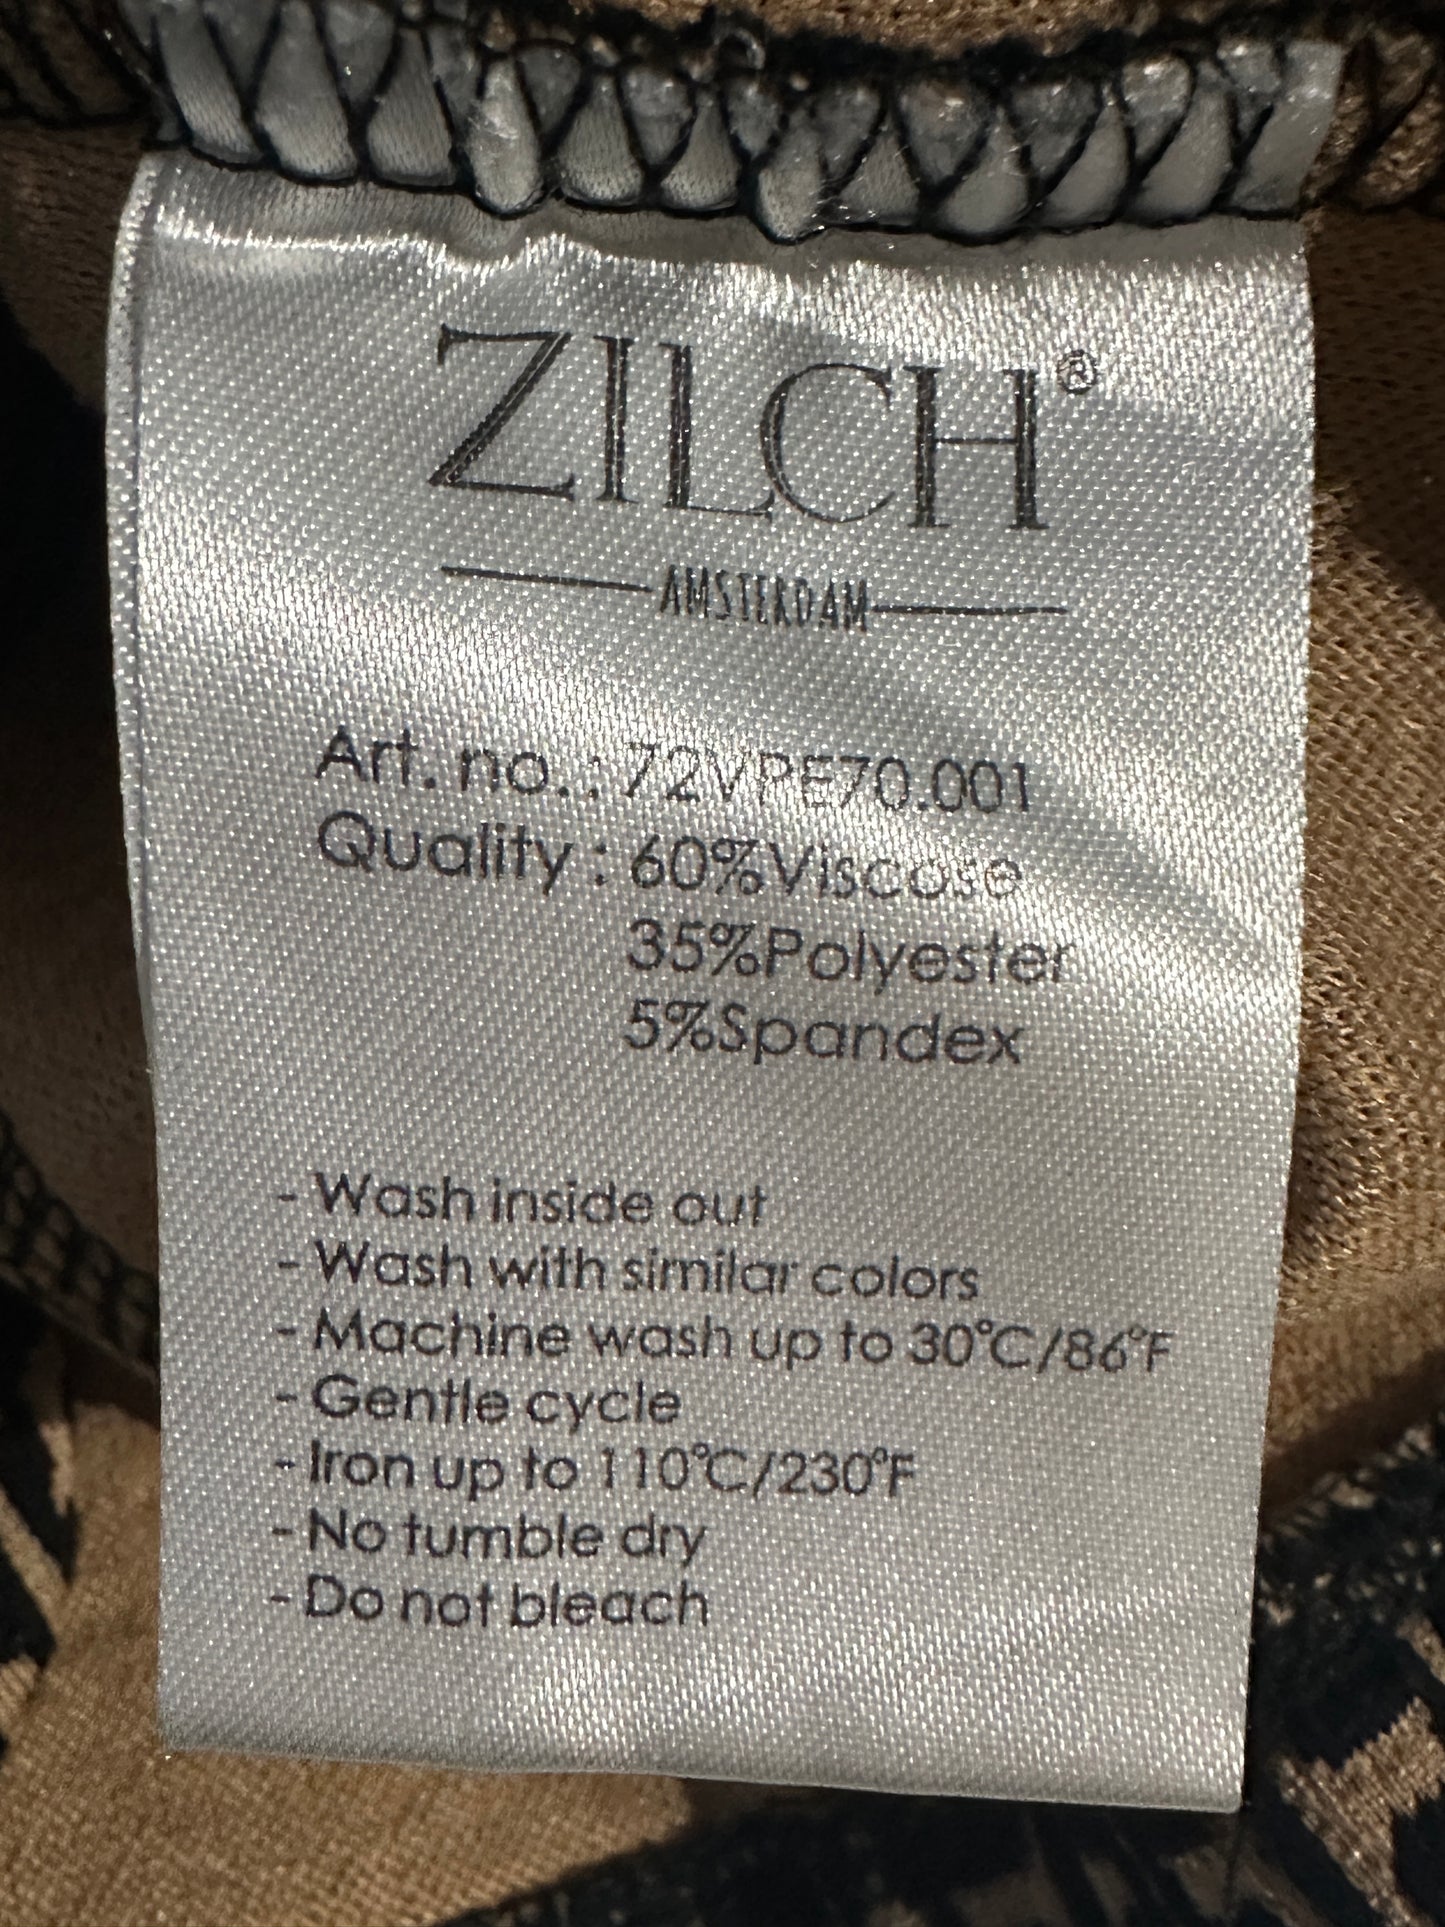 ZILCH®
AMSTERDAM
Art. no.: 72VPE70.001
Quality : 60%Viscose
35%Polyester
5%Spandex
- Wash inside out
- Wash with similar colors
- Machine wash up to 30°C/86°F
- Gentle cycle
- Iron up to 110°C/230°F
- No tumble dry
- Do not bleach